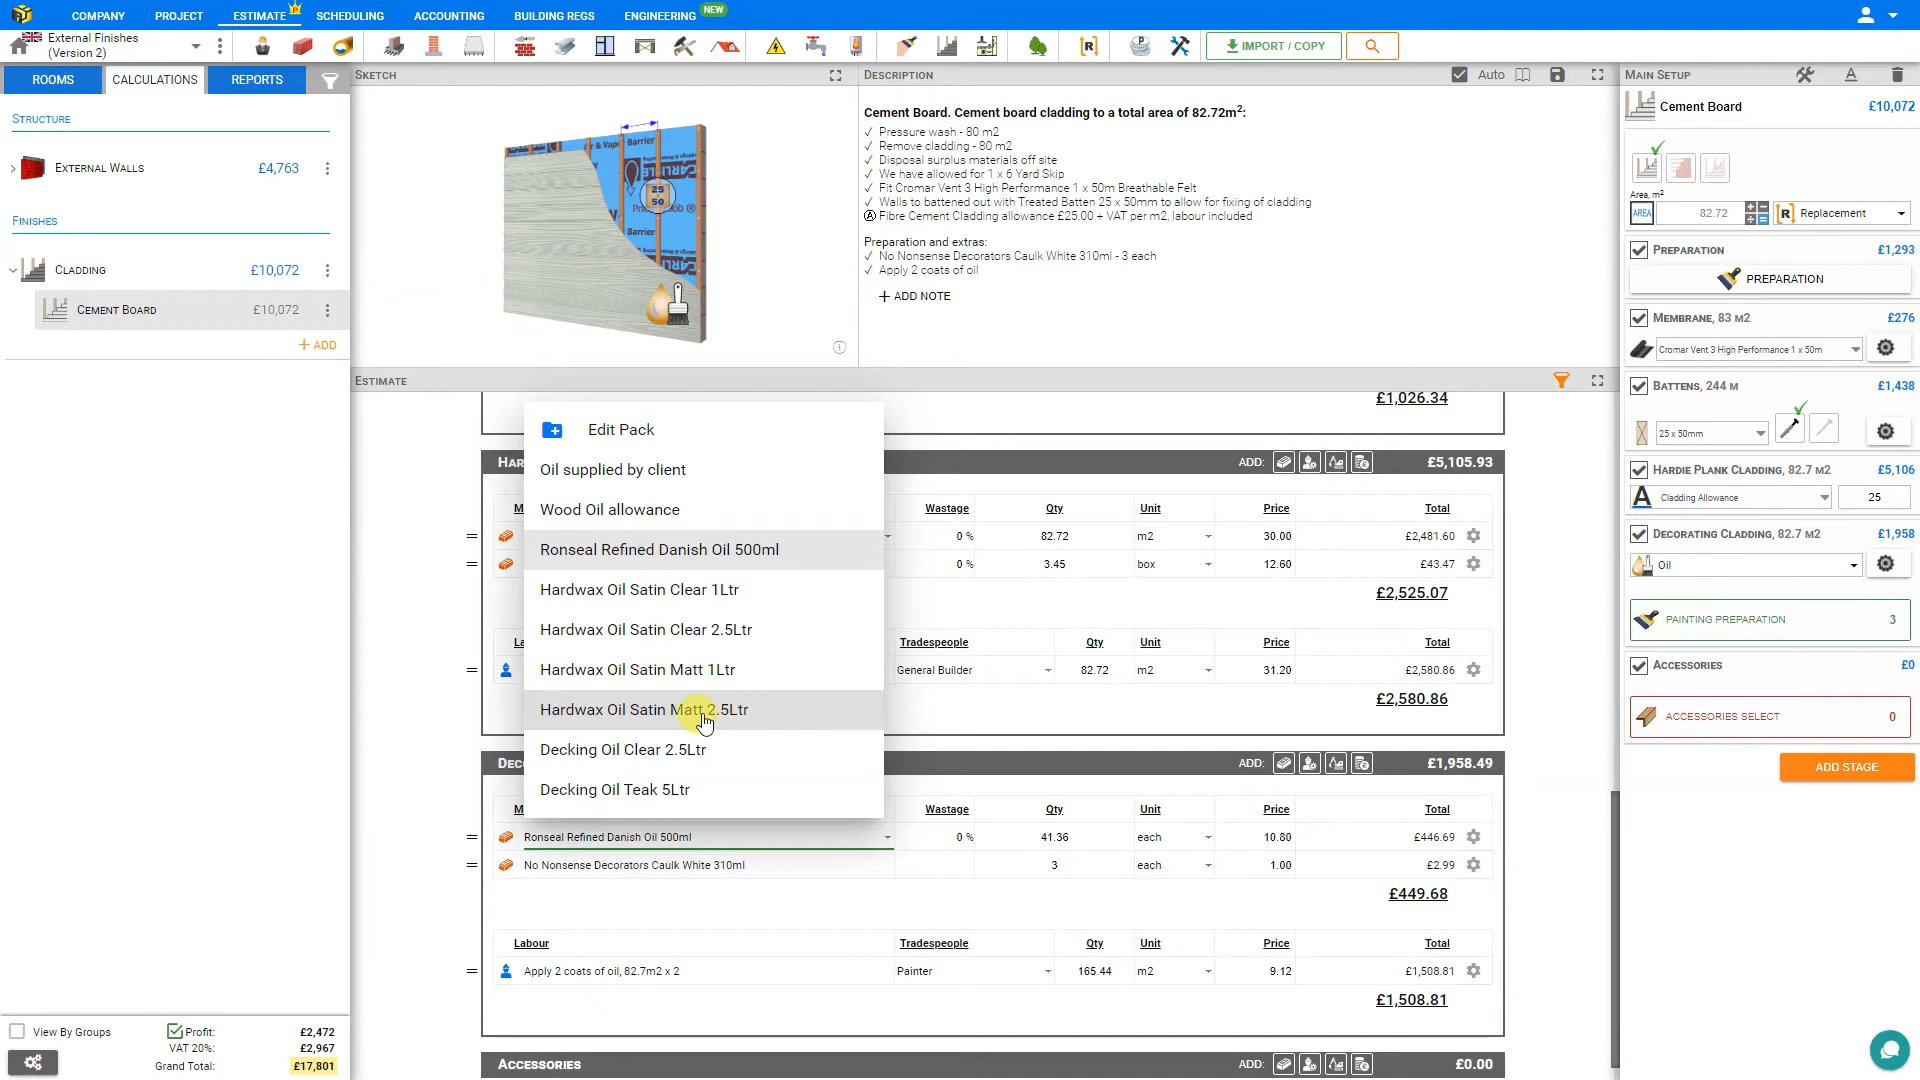 COMPANY PROJECT ESTIMATE SCHEDULING ACCOUNTING BUILDING REGS ENGINEERING NEW
External Finishes
(Version 2)
IMPORT / COPY
ROOMS CALCULATIONS REPORTS
STRUCTURE
EXTERNAL WALLS £4,763
FINISHES
CLADDING £10,072
CEMENT BOARD £10,072
+ ADD
View By Groups
Profit: £2,472
VAT 20%: £2,967
Grand Total: £17,801
SKETCH
25
50
DESCRIPTION
Auto
Cement Board. Cement board cladding to a total area of 82.72m2:
✓ Pressure wash - 80 m2
✓ Remove cladding - 80 m2
✓ Disposal surplus materials off site
✓ We have allowed for 1 x 6 Yard Skip
✓ Fit Cromar Vent 3 High Performance 1 x 50m Breathable Felt
✓ Walls to battened out with Treated Batten 25 x 50mm to allow for fixing of cladding
A Fibre Cement Cladding allowance £25.00 + VAT per m2, labour included
Preparation and extras:
✓ No Nonsense Decorators Caulk White 310ml - 3 each
✓ Apply 2 coats of oil
+ ADD NOTE
ESTIMATE
£1,026.34
Edit Pack
Oil supplied by client
Wood Oil allowance
Ronseal Refined Danish Oil 500ml
Hardwax Oil Satin Clear 1Ltr
Hardwax Oil Satin Clear 2.5Ltr
Hardwax Oil Satin Matt 1Ltr
Hardwax Oil Satin Matt 2.5Ltr
Decking Oil Clear 2.5Ltr
Decking Oil Teak 5Ltr
ADD: £5,105.93
Wastage Qty Unit Price Total
0 % 82.72 m2 30.00 £2,481.60
0 % 3.45 box 12.60 £43.47
£2,525.07
Tradespeople Qty Unit Price Total
General Builder 82.72 m2 31.20 £2,580.86
£2,580.86
ADD: £1,958.49
Wastage Qty Unit Price Total
Ronseal Refined Danish Oil 500ml 0 % 41.36 each 10.80 £446.69
No Nonsense Decorators Caulk White 310ml 3 each 1.00 £2.99
£449.68
Labour Tradespeople Qty Unit Price Total
Apply 2 coats of oil, 82.7m2 x 2 Painter 165.44 m2 9.12 £1,508.81
£1,508.81
ACCESSORIES ADD: £0.00
MAIN SETUP
Cement Board £10,072
Area, m2
AREA 82.72 R Replacement
PREPARATION £1,293
PREPARATION
MEMBRANE, 83 M2 £276
Cromar Vent 3 High Performance 1 x 50m
BATTENS, 244 M £1,438
25 x 50mm
HARDIE PLANK CLADDING, 82.7 M2 £5,106
A Cladding Allowance 25
DECORATING CLADDING, 82.7 M2 £1,958
Oil
PAINTING PREPARATION 3
ACCESSORIES £0
ACCESSORIES SELECT 0
ADD STAGE